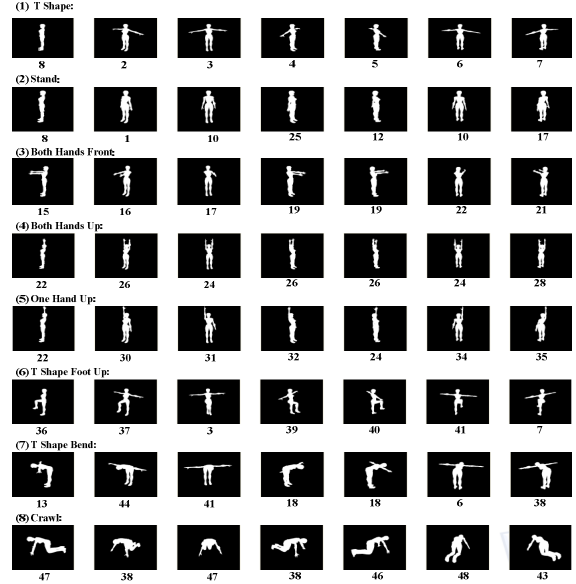 (1) T Shape:
8 2 3 4 5 6 7
(2) Stand:
8 1 10 25 12 10 17
(3) Both Hands Front:
15 16 17 19 19 22 21
(4) Both Hands Up:
22 26 24 26 26 24 28
(5) One Hand Up:
22 30 31 32 24 34 35
(6) T Shape Foot Up:
36 37 3 39 40 41 7
(7) T Shape Bend:
13 44 41 18 18 6 38
(8) Crawl:
47 38 47 38 46 48 43